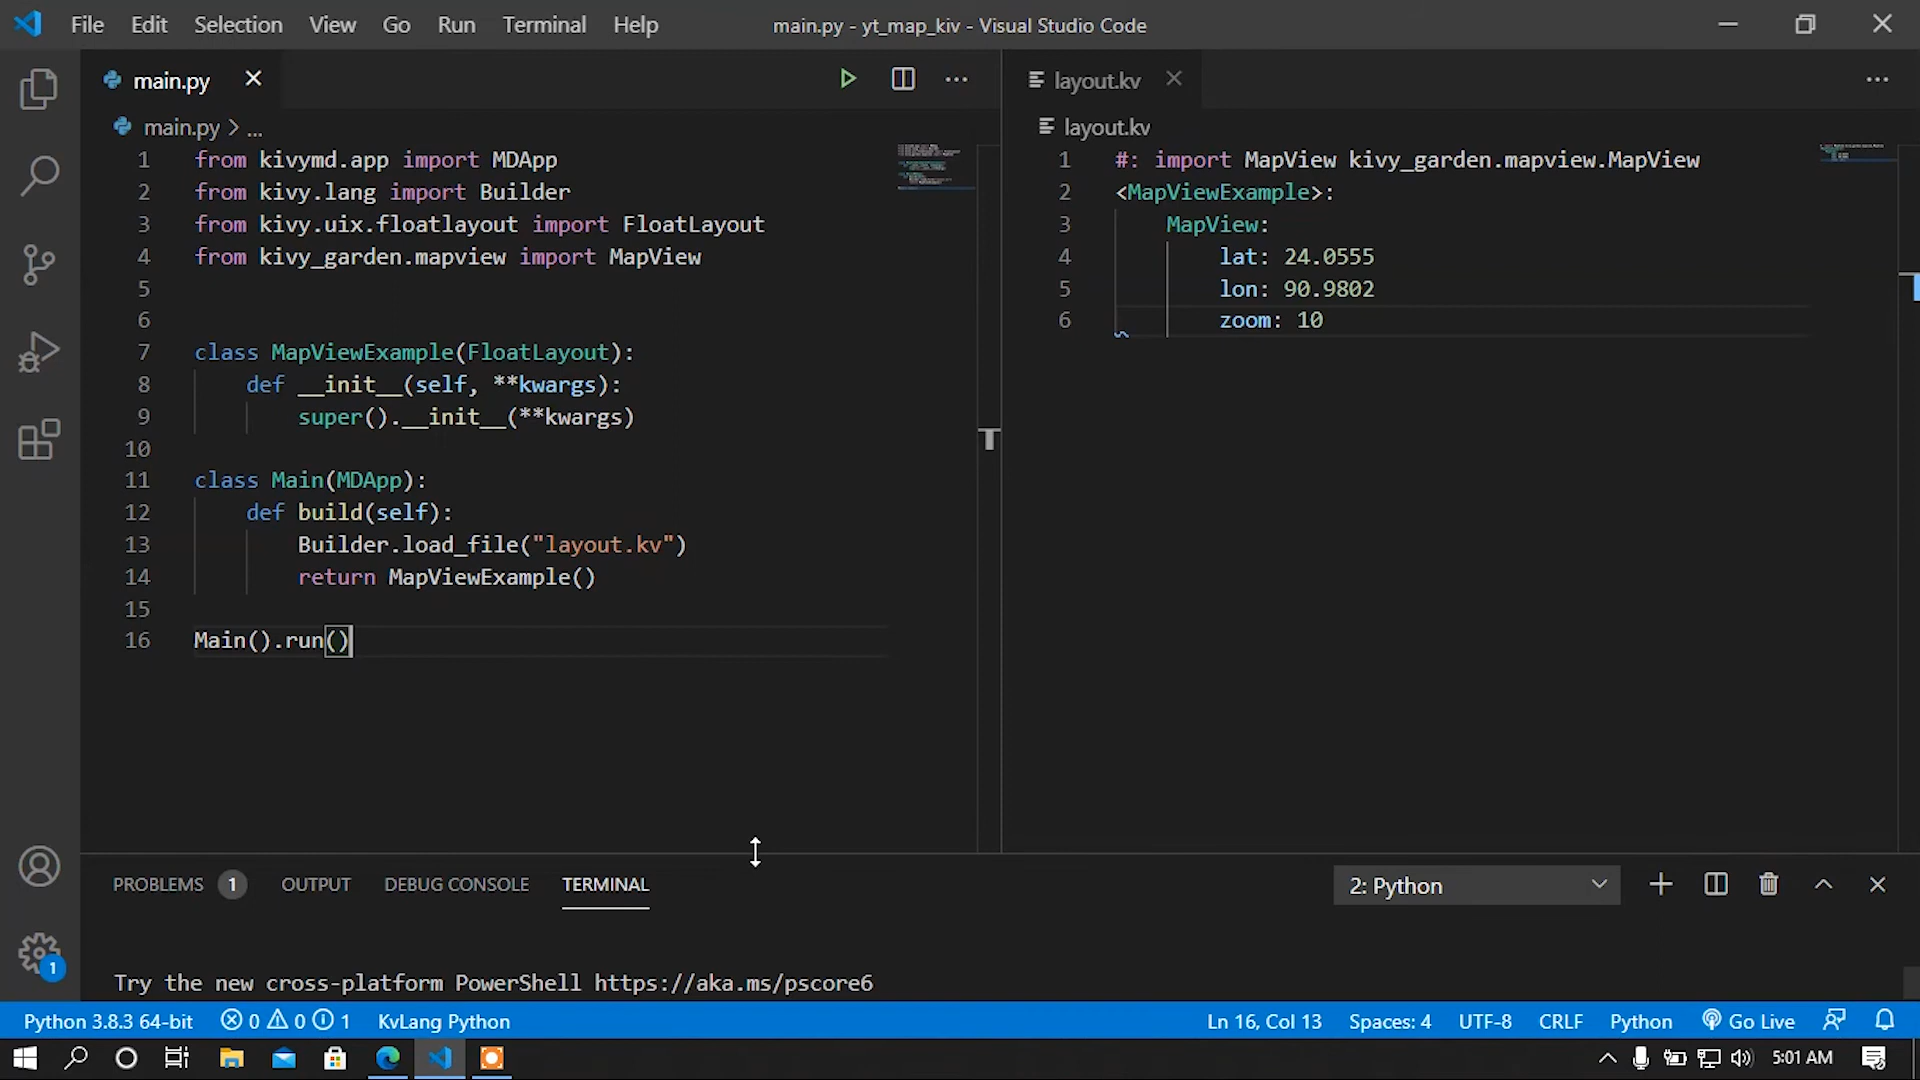 File Edit Selection View Go Run Terminal Help main.py - yt_map_kiv - Visual Studio Code
main.py
main.py > ...
1 from kivymd.app import MDApp
2 from kivy.lang import Builder
3 from kivy.uix.floatlayout import FloatLayout
4 from kivy_garden.mapview import MapView
5
6
7 class MapViewExample(FloatLayout):
8 def __init__(self, **kwargs):
9 super().__init__(**kwargs)
10
11 class Main(MDApp):
12 def build(self):
13 Builder.load_file("layout.kv")
14 return MapViewExample()
15
16 Main().run()
layout.kv
layout.kv
1 #: import MapView kivy_garden.mapview.MapView
2 <MapViewExample>:
3 MapView:
4 lat: 24.0555
5 lon: 90.9802
6 zoom: 10
PROBLEMS 1 OUTPUT DEBUG CONSOLE TERMINAL 2: Python
Try the new cross-platform PowerShell https://aka.ms/pscore6
1
Python 3.8.3 64-bit 0 0 1 KvLang Python Ln 16, Col 13 Spaces: 4 UTF-8 CRLF Python Go Live
5:01 AM